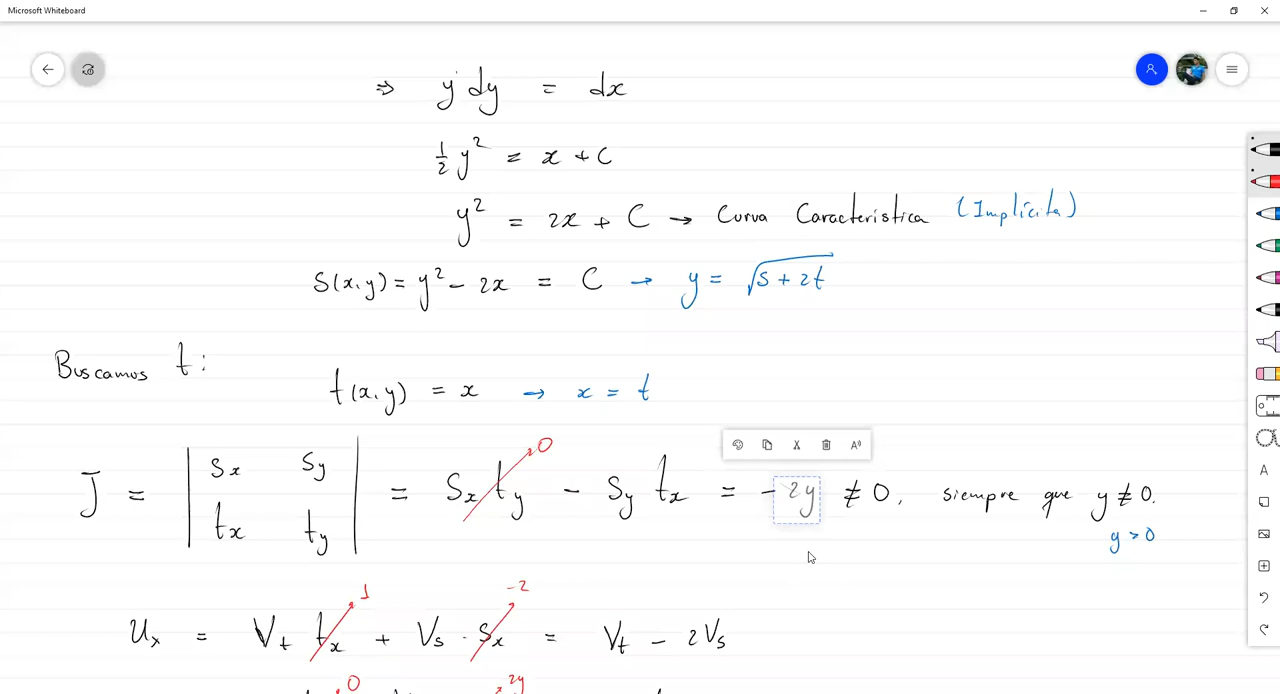 Microsoft Whiteboard
⇒ y dy = dx
½ y² = x + C
y² = 2x + C → Curva Característica (Implícita)
S(x,y) = y² - 2x = C → y = √(s + 2t)
Buscamos t:
t(x,y) = x → x = t
J = | Sx Sy | = Sx ty - Sy tx = - 2y ≠ 0, siempre que y ≠ 0.
| tx ty |
0
y > 0
1 -2
Ux = Vt tx + Vs · Sx = Vt - 2Vs
0 2y